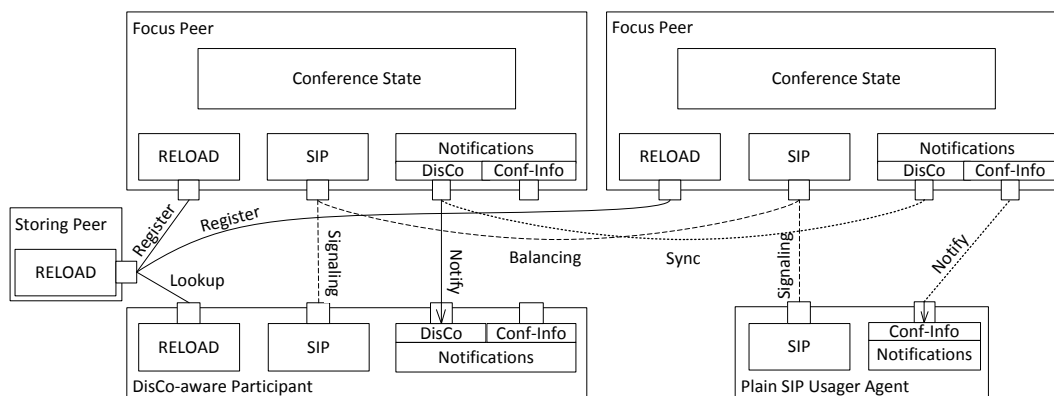 Focus Peer
Focus Peer
Conference State
Conference State
RELOAD
SIP
Notifications
DisCo
Conf-Info
RELOAD
SIP
Notifications
DisCo
Conf-Info
Storing Peer
RELOAD
Register
Register
Lookup
Signaling
Notify
Balancing
Sync
Signaling
Notify
RELOAD
SIP
DisCo
Conf-Info
Notifications
DisCo-aware Participant
SIP
Conf-Info
Notifications
Plain SIP Usager Agent